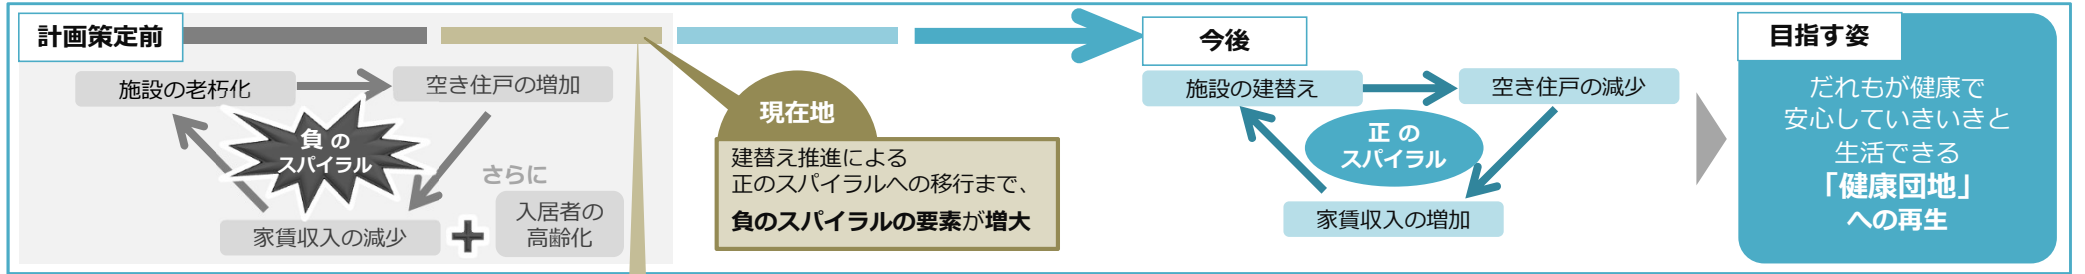 計画策定前
施設の老朽化
空き住戸の増加
負の
スパイラル
さらに
家賃収入の減少
入居者の
高齢化
現在地
建替え推進による
正のスパイラルへの移行まで、
負のスパイラルの要素が増大
今後
施設の建替え
空き住戸の減少
正の
スパイラル
家賃収入の増加
目指す姿
だれもが健康で
安心していきいきと
生活できる
「健康団地」
への再生